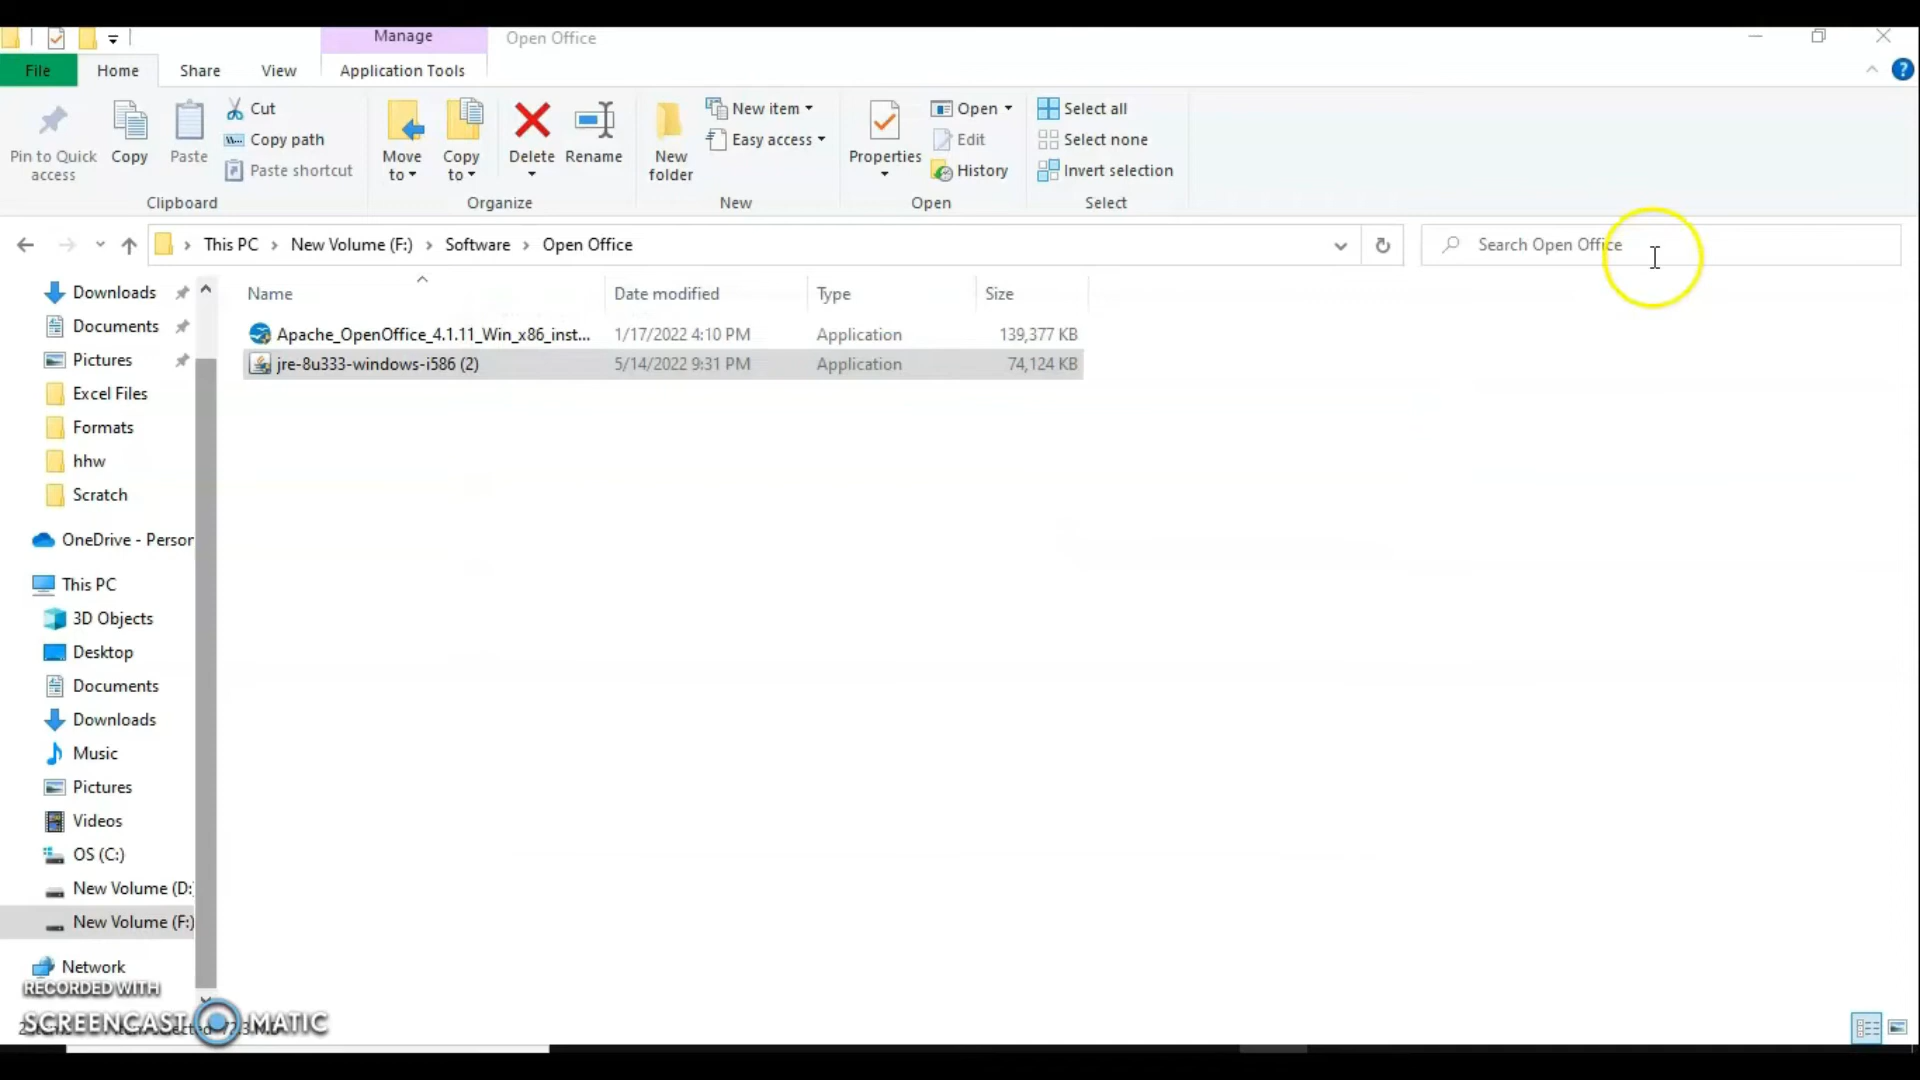 Manage
Open Office
File
Home
Share
View
Application Tools
Pin to Quick access
Copy
Paste
Cut
Copy path
Paste shortcut
Clipboard
Move to
Copy to
Delete
Rename
Organize
New folder
New item
Easy access
New
Properties
Open
Edit
History
Open
Select all
Select none
Invert selection
Select
This PC
New Volume (F:)
Software
Open Office
Search Open Office
Name
Date modified
Type
Size
Apache_OpenOffice_4.1.11_Win_x86_inst...
1/17/2022 4:10 PM
Application
139,377 KB
jre-8u333-windows-i586 (2)
5/14/2022 9:31 PM
Application
74,124 KB
Downloads
Documents
Pictures
Excel Files
Formats
hhw
Scratch
OneDrive - Person
This PC
3D Objects
Desktop
Documents
Downloads
Music
Pictures
Videos
OS (C:)
New Volume (D:
New Volume (F:)
Network
RECORDED WITH
SCREENCAST MATIC